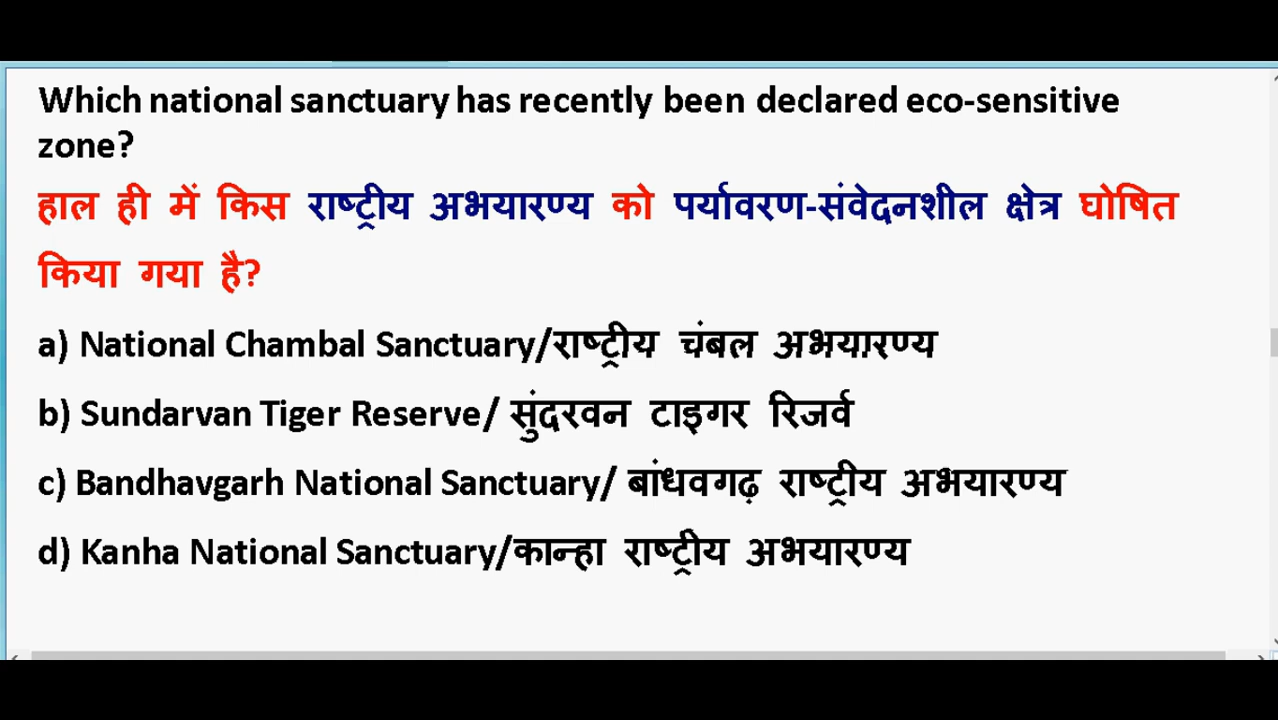 Which national sanctuary has recently been declared eco-sensitive
zone?
हाल ही में किस राष्ट्रीय अभयारण्य को पर्यावरण-संवेदनशील क्षेत्र घोषित
किया गया है?
a) National Chambal Sanctuary/राष्ट्रीय चंबल अभयारण्य
b) Sundarvan Tiger Reserve/ सुंदरवन टाइगर रिजर्व
c) Bandhavgarh National Sanctuary/ बांधवगढ़ राष्ट्रीय अभयारण्य
d) Kanha National Sanctuary/कान्हा राष्ट्रीय अभयारण्य